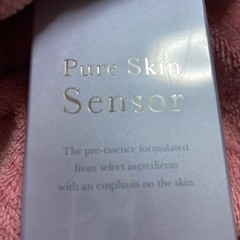 Pure Skin
Sensor
The pre-essence formulated
from select ingredients
with an emphasis on the skin.